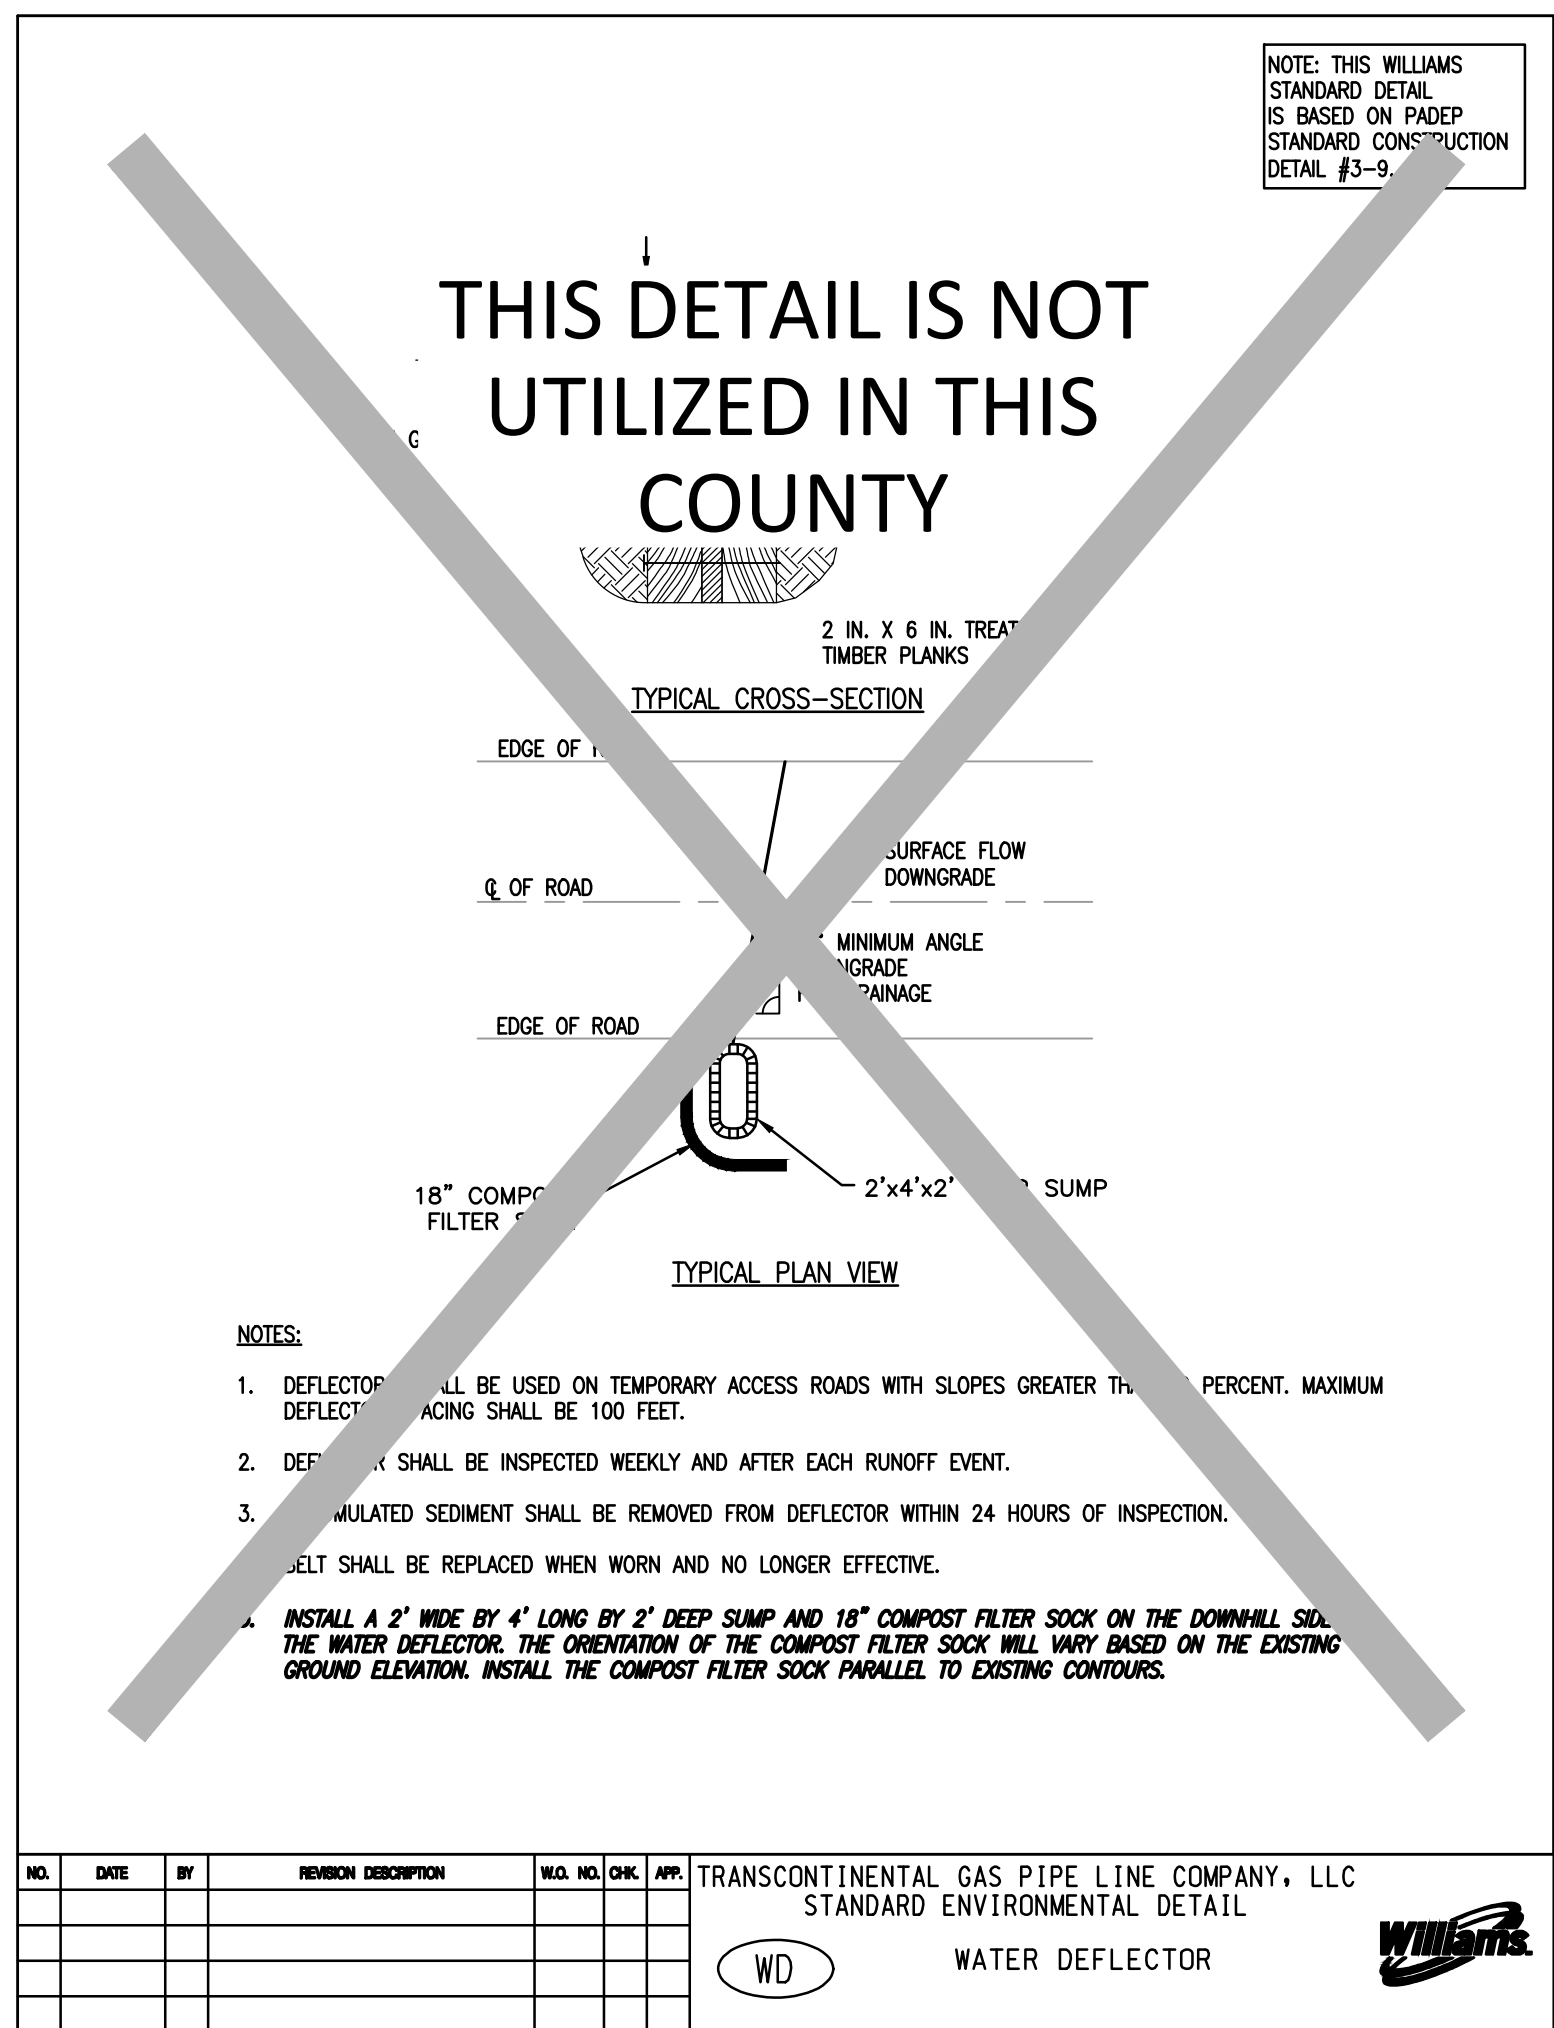 NOTE: THIS WILLIAMS
STANDARD DETAIL
IS BASED ON PADEP
STANDARD CONSTRUCTION
DETAIL #3-9.
THIS DETAIL IS NOT
UTILIZED IN THIS
COUNTY
G
2 IN. X 6 IN.
TIMBER PLANKS
TYPICAL CROSS-SECTION
EDGE OF
SURFACE FLOW
DOWNGRADE
℄ OF ROAD
MINIMUM ANGLE
EDGE OF ROAD
18"
FILTER
2'x4'x2' SUMP
TYPICAL PLAN VIEW
NOTES:
1. BE USED ON TEMPORARY ACCESS ROADS WITH SLOPES GREATER PERCENT. MAXIMUM
SHALL BE 100 FEET.
2. SHALL BE INSPECTED WEEKLY AND AFTER EACH RUNOFF EVENT.
3. SEDIMENT SHALL BE REMOVED FROM DEFLECTOR WITHIN 24 HOURS OF INSPECTION.
BELT SHALL BE REPLACED WHEN WORN AND NO LONGER EFFECTIVE.
INSTALL A 2' WIDE BY 4' LONG BY 2' DEEP SUMP AND 18" COMPOST FILTER SOCK ON THE DOWNHILL SIDE
THE WATER DEFLECTOR. THE ORIENTATION OF THE COMPOST FILTER SOCK WILL VARY BASED ON THE EXISTING
GROUND ELEVATION. INSTALL THE COMPOST FILTER SOCK PARALLEL TO EXISTING CONTOURS.
NO. DATE BY REVISION DESCRIPTION W.O. NO. CHK. APP.
TRANSCONTINENTAL GAS PIPE LINE COMPANY, LLC
STANDARD ENVIRONMENTAL DETAIL
WD WATER DEFLECTOR
Williams.